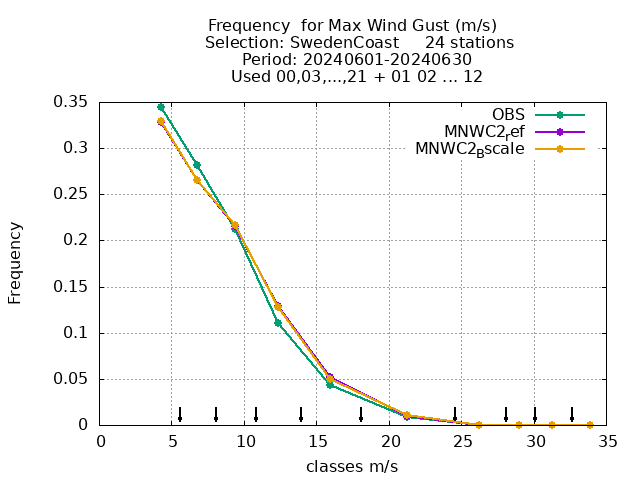 Frequency  for Max Wind Gust (m/s)
Selection: SwedenCoast     24 stations
Period: 20240601-20240630
Used 00,03,...,21 + 01 02 ... 12
OBS
MNWC2ref
MNWC2Bscale
Frequency
0.35
0.3
0.25
0.2
0.15
0.1
0.05
0
0 5 10 15 20 25 30 35
classes m/s